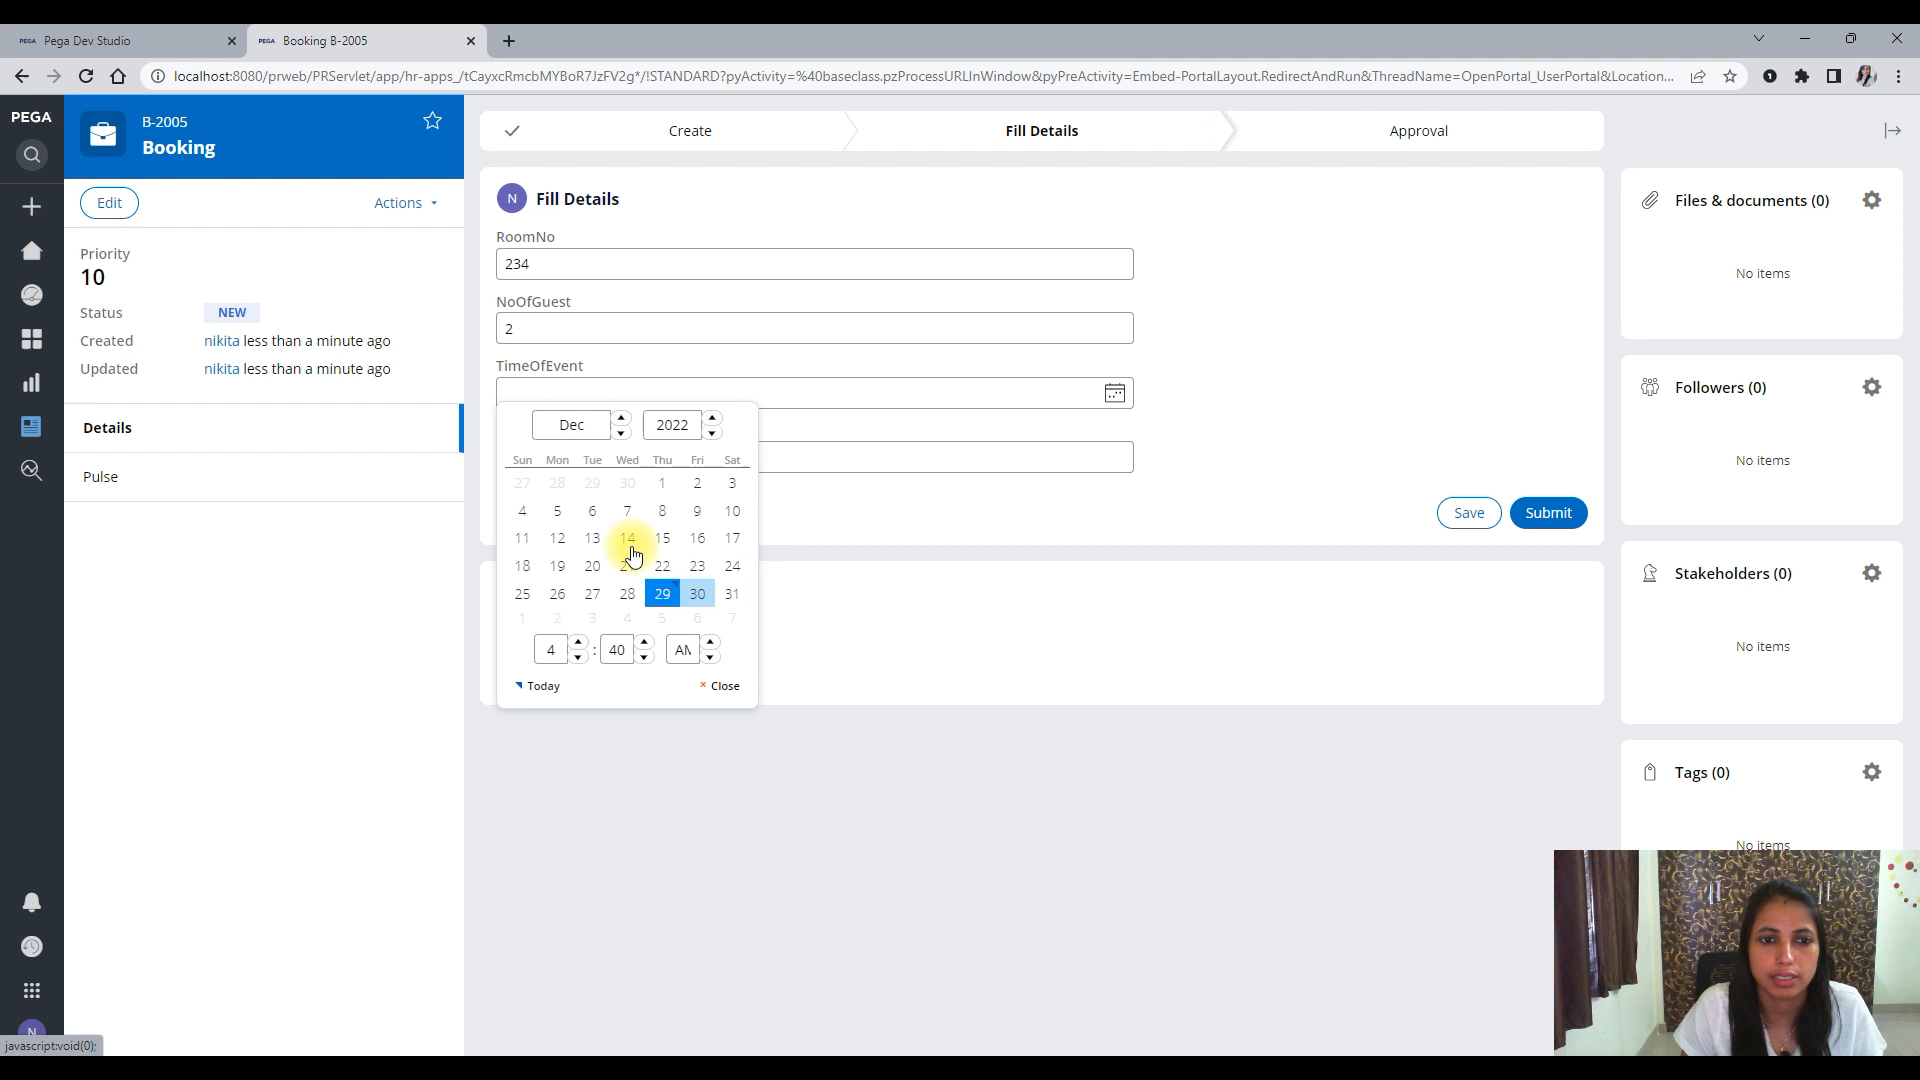 PEGA Pega Dev Studio
PEGA Booking B-2005
localhost:8080/prweb/PRServlet/app/hr-apps_/tCayxcRmcbMYBoR7JzFV2g*/!STANDARD?pyActivity=%40baseclass.pzProcessURLInWindow&pyPreActivity=Embed-PortalLayout.RedirectAndRun&ThreadName=OpenPortal_UserPortal&Location...
PEGA
B-2005
Booking
Edit
Actions
Priority
10
Status NEW
Created nikita less than a minute ago
Updated nikita less than a minute ago
Details
Pulse
N
javascript:void(0);
Create
Fill Details
Approval
N Fill Details
RoomNo
234
NoOfGuest
2
TimeOfEvent
Dec 2022
Sun Mon Tue Wed Thu Fri Sat
27 28 29 30 1 2 3
4 5 6 7 8 9 10
11 12 13 14 15 16 17
18 19 20 21 22 23 24
25 26 27 28 29 30 31
1 2 3 4 5 6 7
4 : 40 AM
Today
Close
Save
Submit
Files & documents (0)
No items
Followers (0)
No items
Stakeholders (0)
No items
Tags (0)
No items